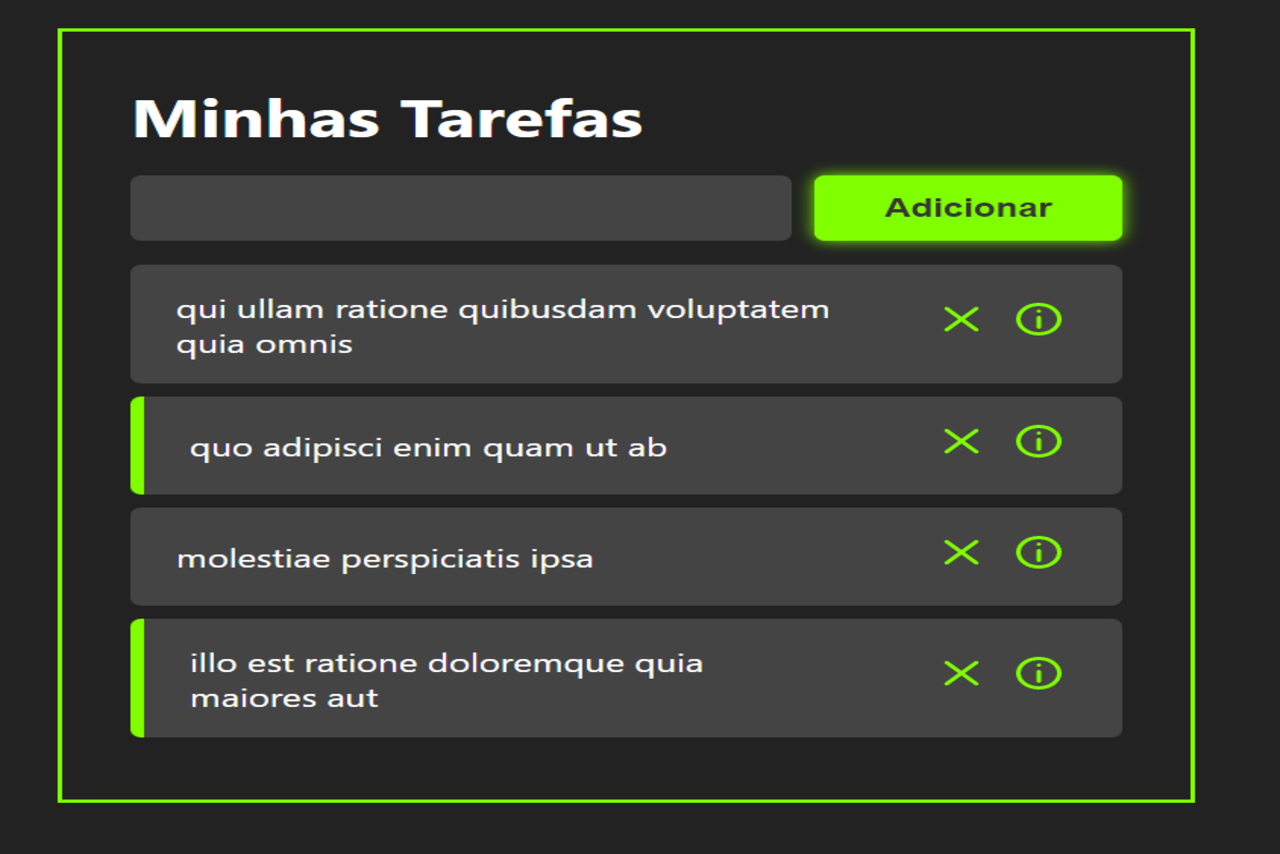 Minhas Tarefas
Adicionar
qui ullam ratione quibusdam voluptatem
quia omnis
quo adipisci enim quam ut ab
molestiae perspiciatis ipsa
illo est ratione doloremque quia
maiores aut